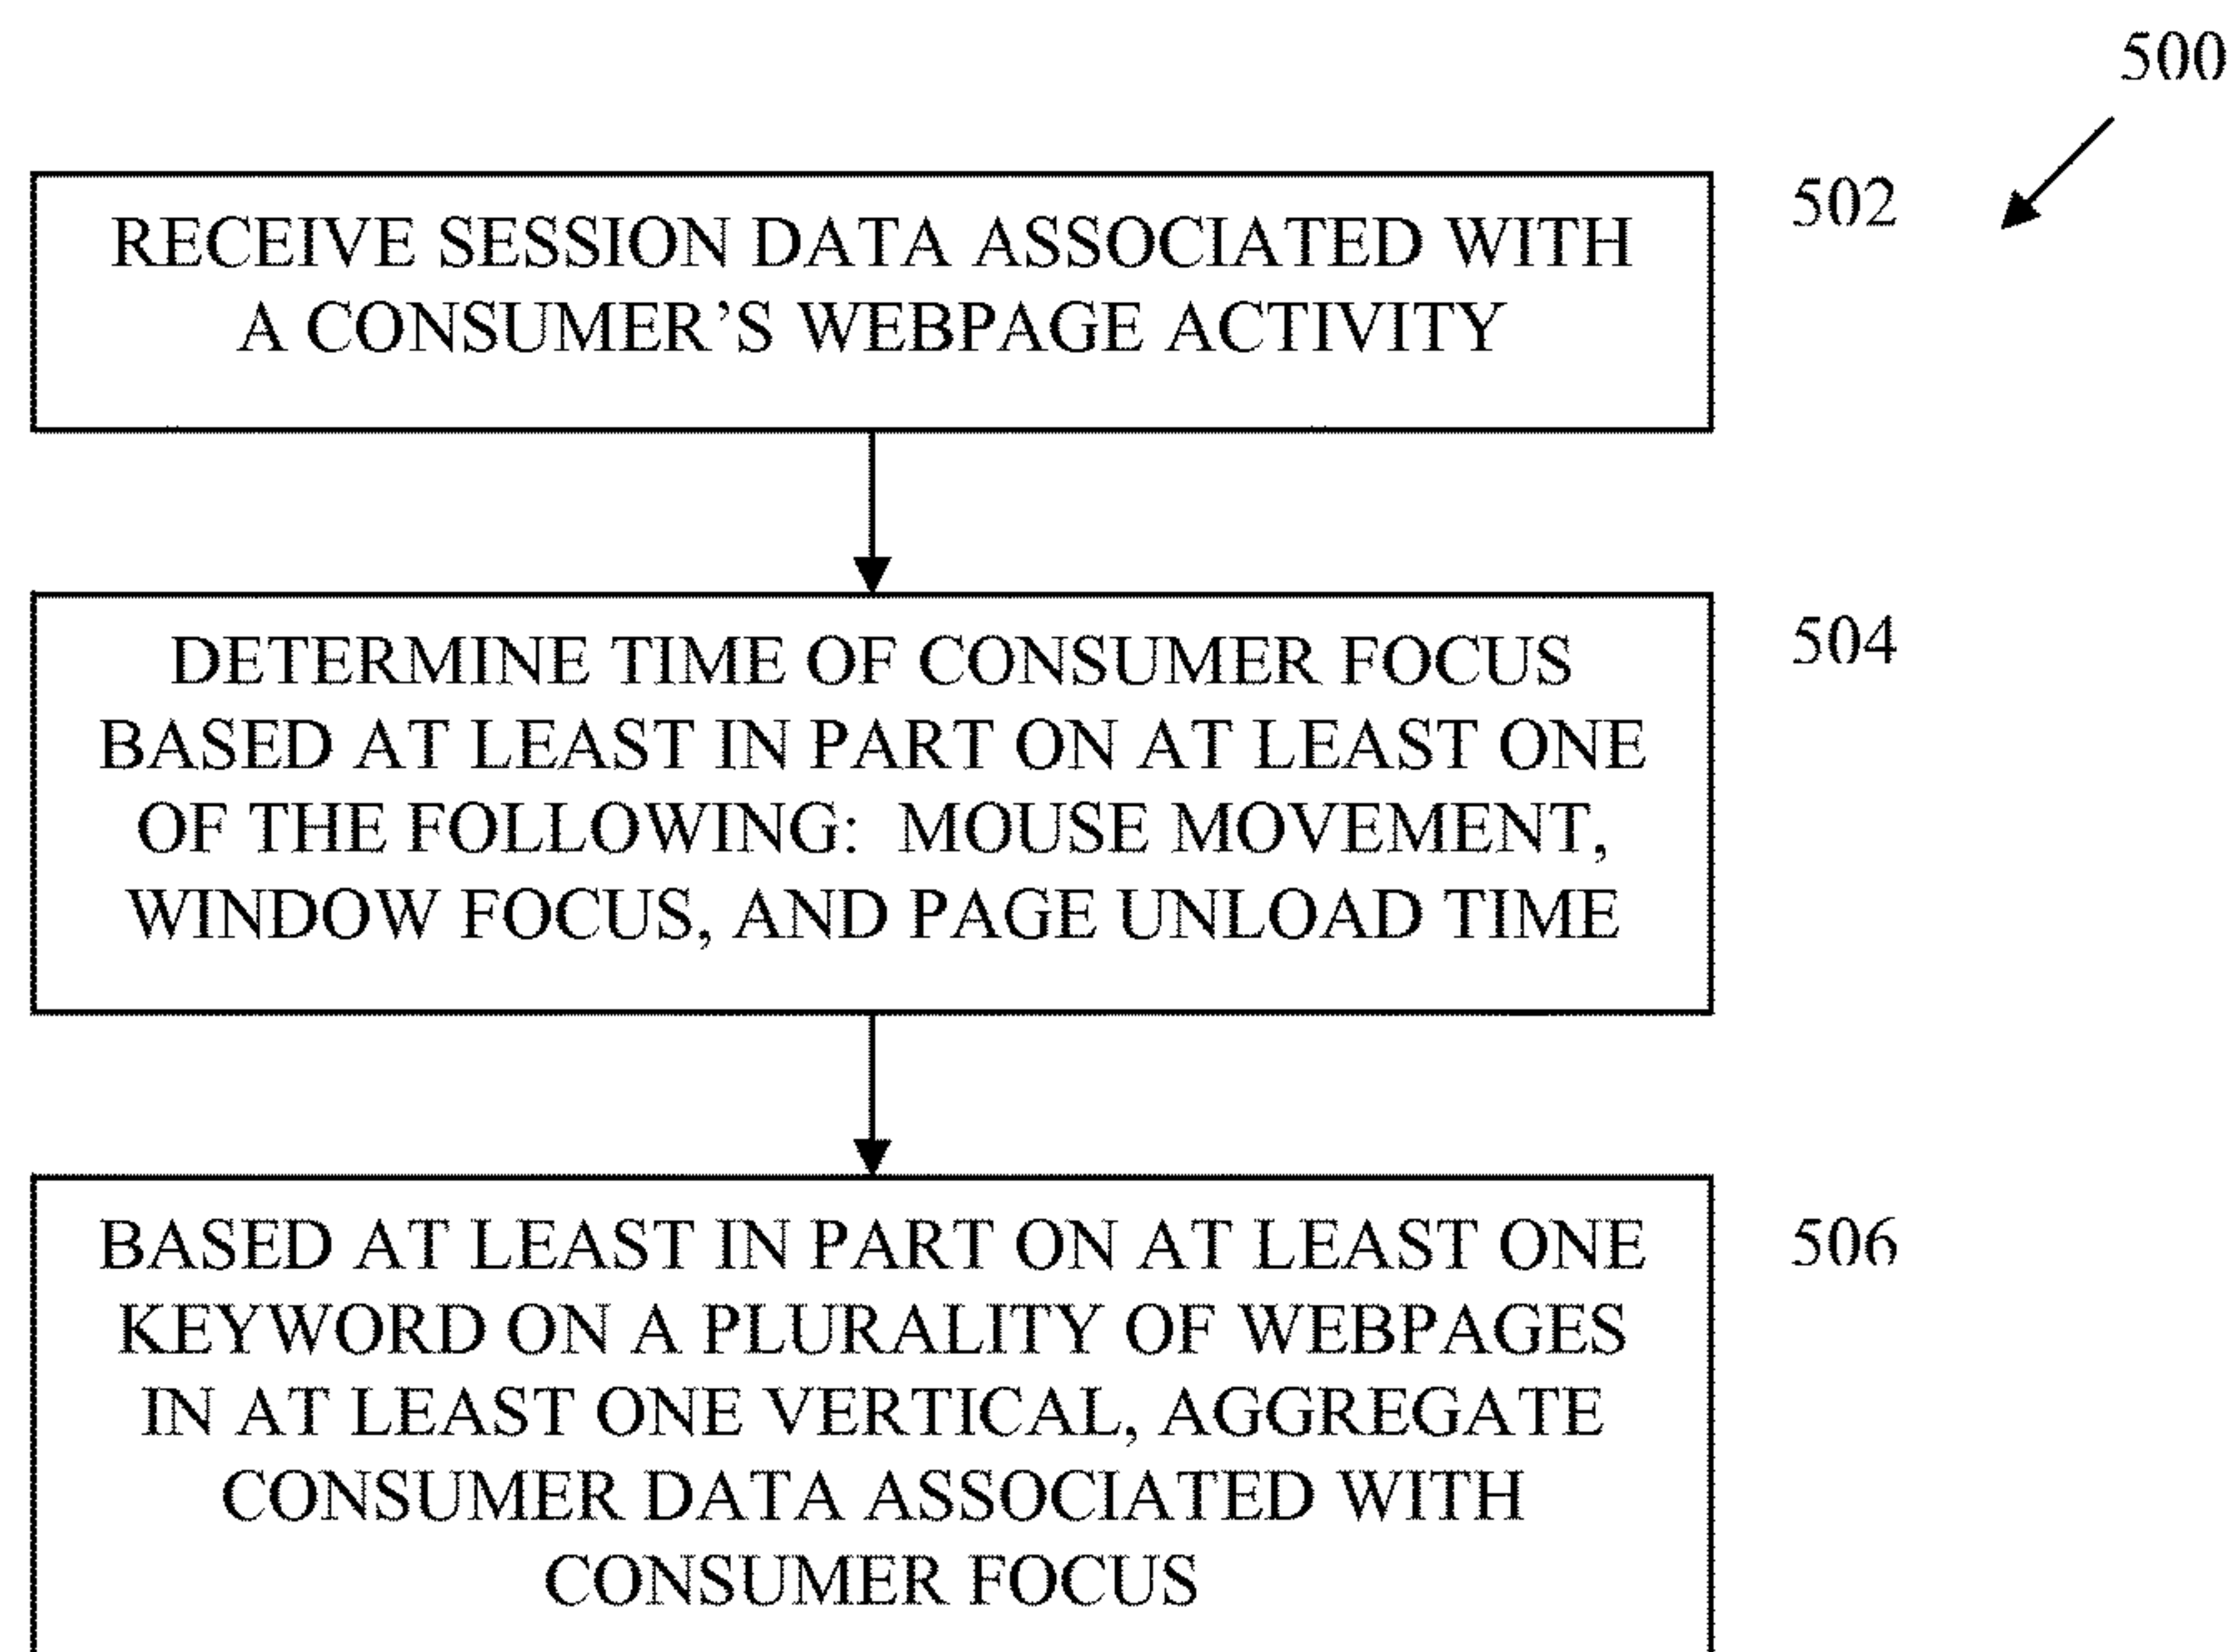 500
502
RECEIVE SESSION DATA ASSOCIATED WITH
A CONSUMER’S WEBPAGE ACTIVITY
504
DETERMINE TIME OF CONSUMER FOCUS
BASED AT LEAST IN PART ON AT LEAST ONE
OF THE FOLLOWING:  MOUSE MOVEMENT,
WINDOW FOCUS, AND PAGE UNLOAD TIME
506
BASED AT LEAST IN PART ON AT LEAST ONE
KEYWORD ON A PLURALITY OF WEBPAGES
IN AT LEAST ONE VERTICAL, AGGREGATE
CONSUMER DATA ASSOCIATED WITH
CONSUMER FOCUS